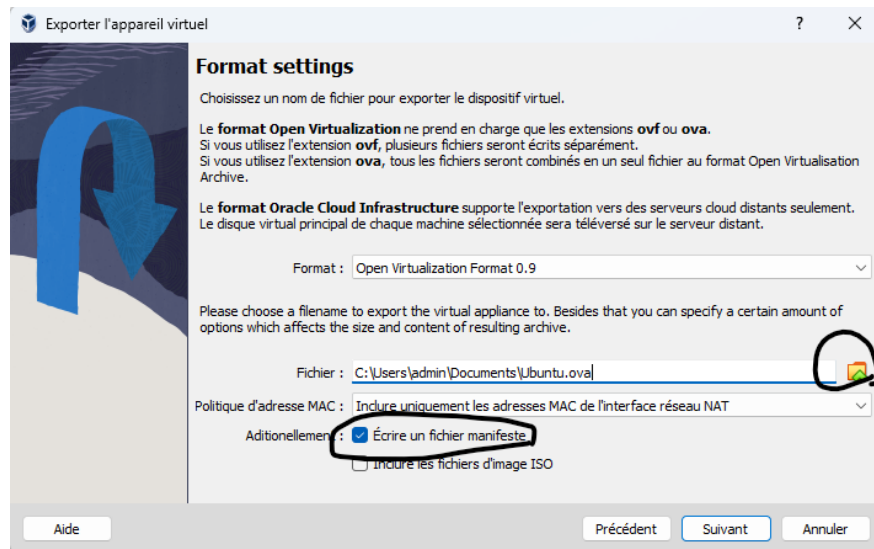 Exporter l'appareil virtuel
?
Format settings
Choisissez un nom de fichier pour exporter le dispositif virtuel.
Le format Open Virtualization ne prend en charge que les extensions ovf ou ova.
Si vous utilisez l'extension ovf, plusieurs fichiers seront écrits séparément.
Si vous utilisez l'extension ova, tous les fichiers seront combinés en un seul fichier au format Open Virtualisation
Archive.
Le format Oracle Cloud Infrastructure supporte l'exportation vers des serveurs cloud distants seulement.
Le disque virtual principal de chaque machine sélectionnée sera téléversé sur le serveur distant.
Format : Open Virtualization Format 0.9
Please choose a filename to export the virtual appliance to. Besides that you can specify a certain amount of
options which affects the size and content of resulting archive.
Fichier : C:\Users\admin\Documents\Ubuntu.ova
Politique d'adresse MAC : Inclure uniquement les adresses MAC de l'interface réseau NAT
Aditionellement : Écrire un fichier manifeste
Inclure les fichiers d'image ISO
Aide Précédent Suivant Annuler